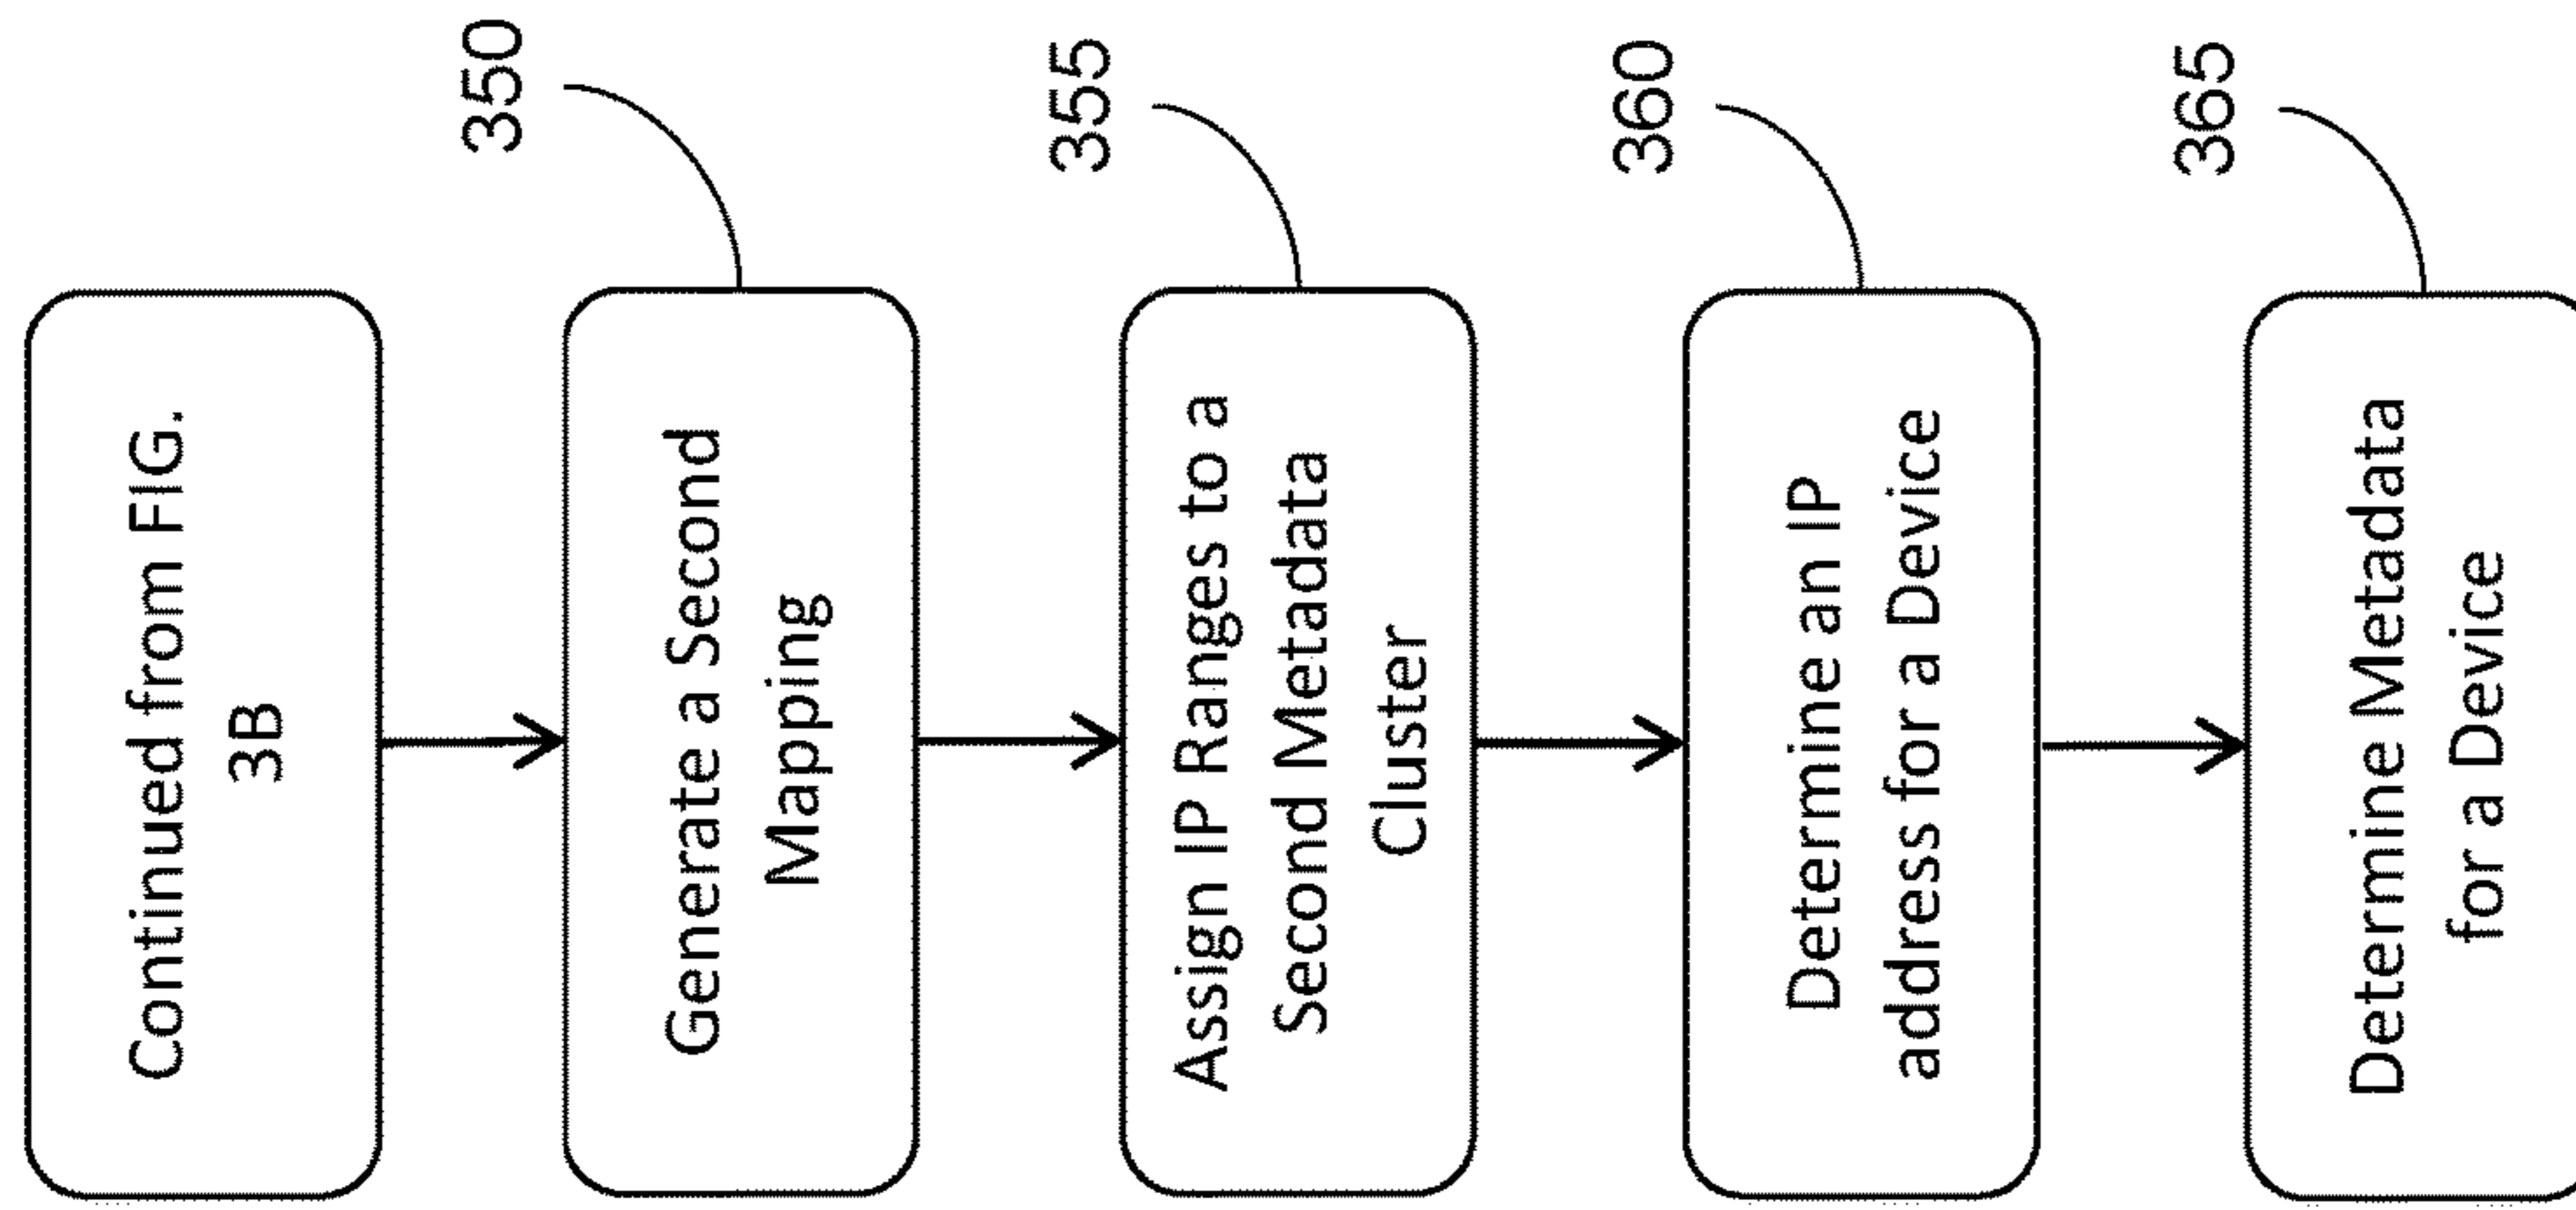 Continued from FIG.
3B
350
Generate a Second
Mapping
355
Assign IP Ranges to a
Second Metadata
Cluster
360
Determine an IP
address for a Device
365
Determine Metadata
for a Device